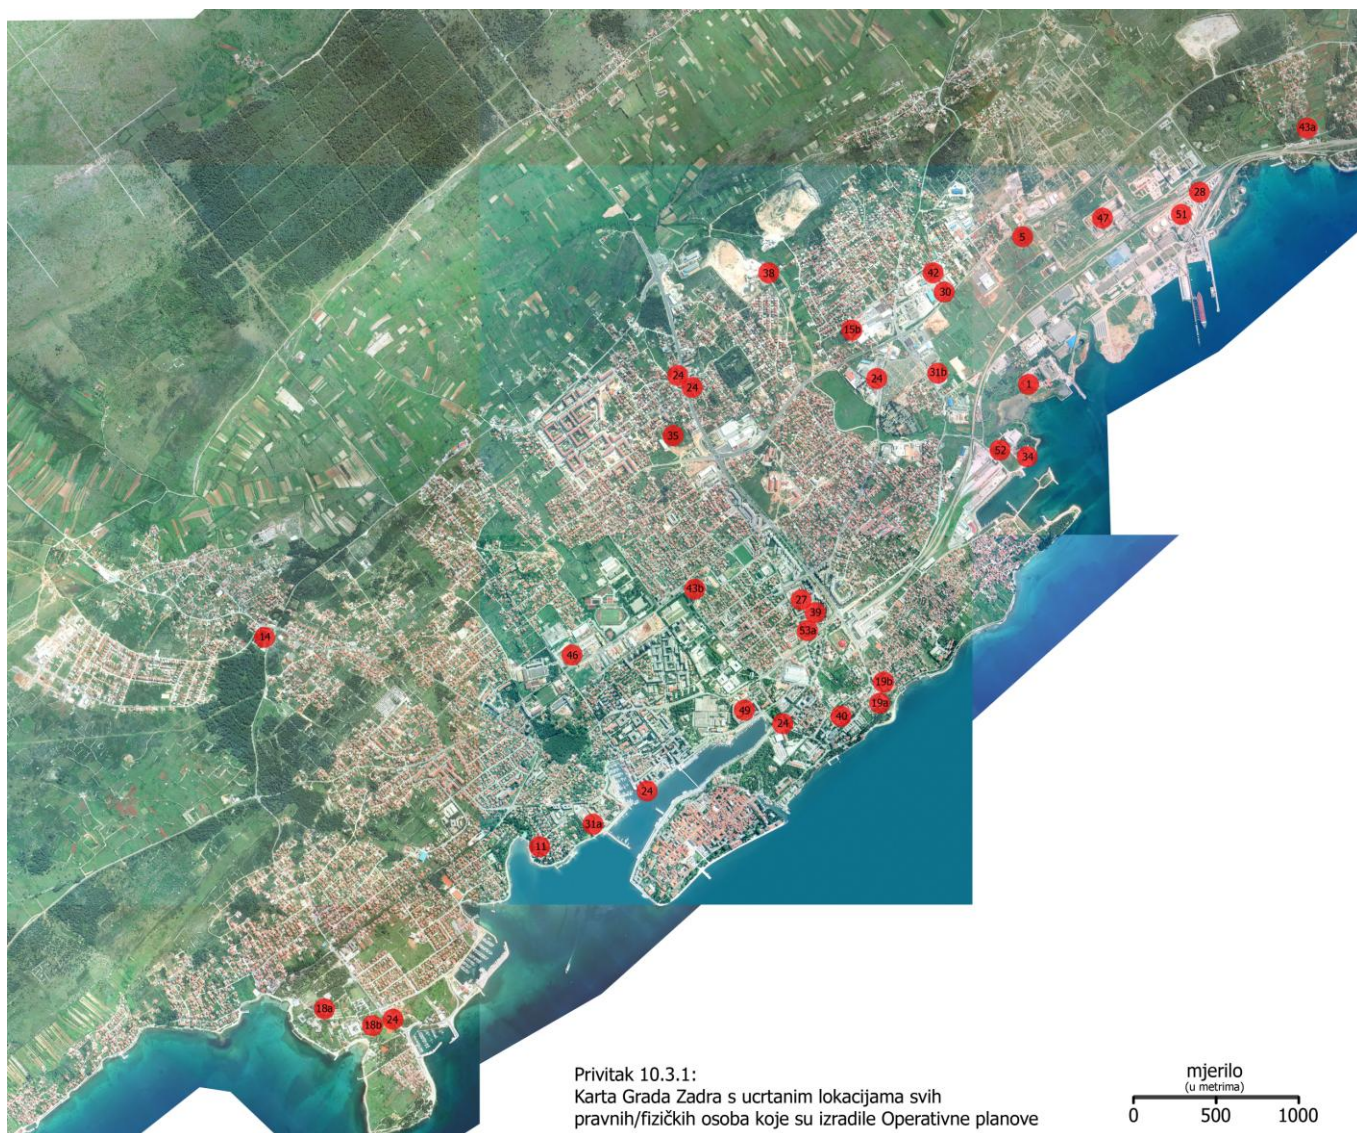 43a
28
51
47
5
38
42
30
15b
24
24
24
31b
1
35
52
34
43b
27
39
53a
14
46
19b
19a
49
24
40
24
31a
11
18a
18b
24
Privitak 10.3.1:
Karta Grada Zadra s ucrtanim lokacijama svih
pravnih/fizičkih osoba koje su izradile Operativne planove
mjerilo
(u metrima)
0 500 1000